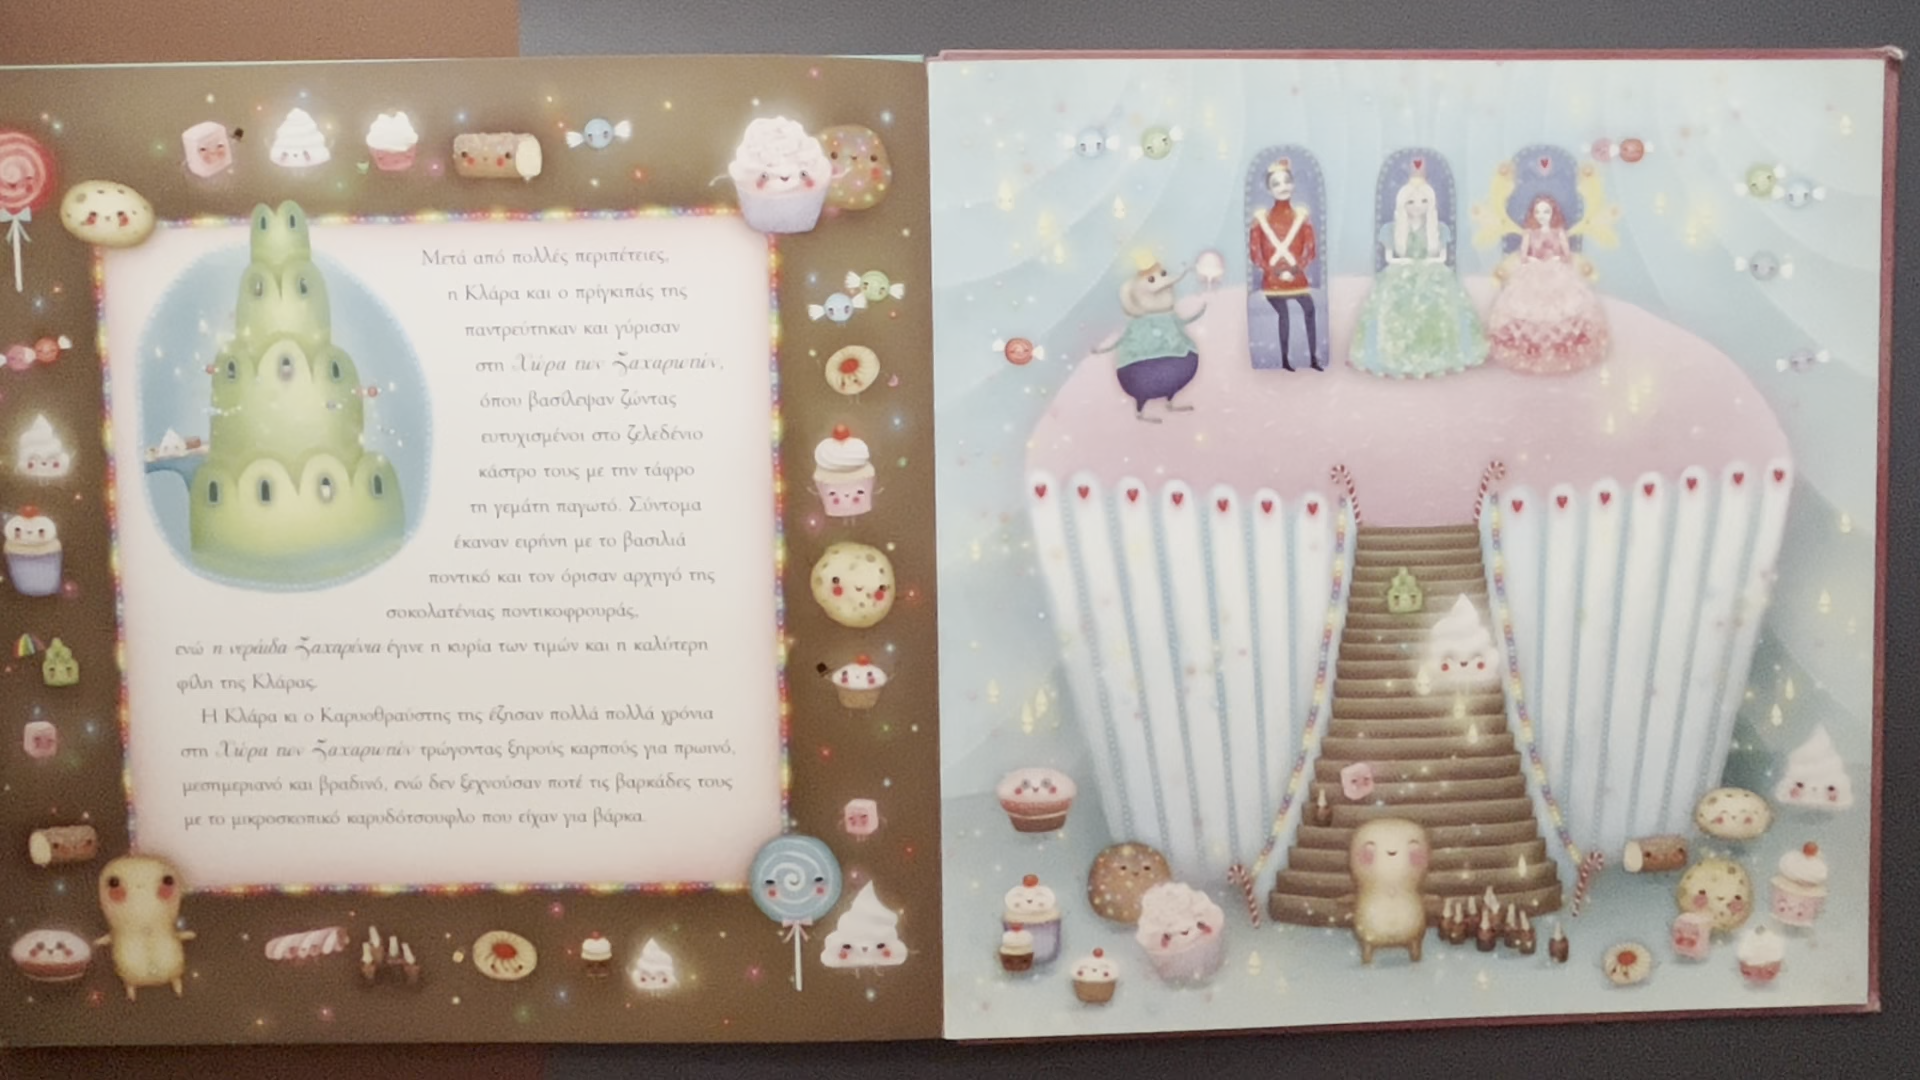 Μετά από πολλές περιπέτειες,
η Κλάρα και ο πρίγκιπάς της
παντρεύτηκαν και γύρισαν
στη Χώρα των Ζαχαρωτών,
όπου βασίλεψαν ζώντας
ευτυχισμένοι στο ζελεδένιο
κάστρο τους με την τάφρο
τη γεμάτη παγωτό. Σύντομα
έκαναν ειρήνη με το βασιλιά
ποντικό και τον όρισαν αρχηγό της
σοκολατένιας ποντικοφρουράς,
ενώ η νεράιδα Ζαχαρένια έγινε η κυρία των τιμών και η καλύτερη
φίλη της Κλάρας.
Η Κλάρα κι ο Καρυοθραύστης της έζησαν πολλά πολλά χρόνια
στη Χώρα των Ζαχαρωτών τρώγοντας ξηρούς καρπούς για πρωινό,
μεσημεριανό και βραδινό, ενώ δεν ξεχνούσαν ποτέ τις βαρκάδες τους
με το μικροσκοπικό καρυδότσουφλο που είχαν για βάρκα.